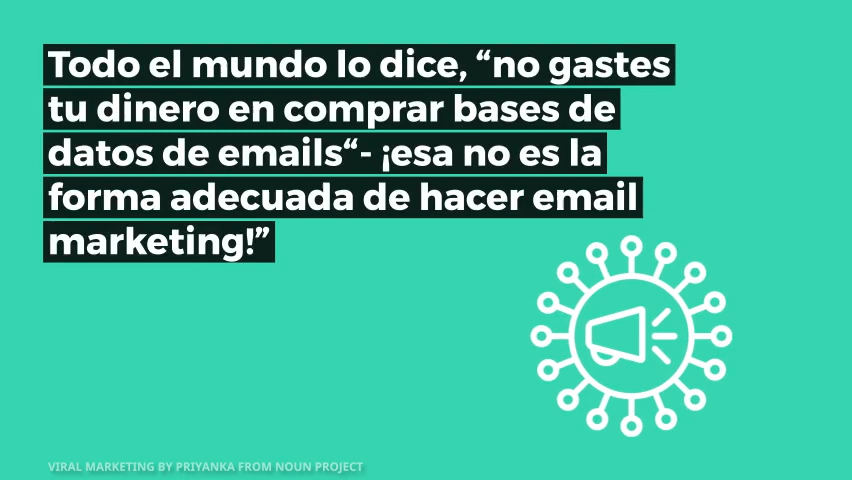 Todo el mundo lo dice, “no gastes
tu dinero en comprar bases de
datos de emails“- ¡esa no es la
forma adecuada de hacer email
marketing!”
VIRAL MARKETING BY PRIYANKA FROM NOUN PROJECT